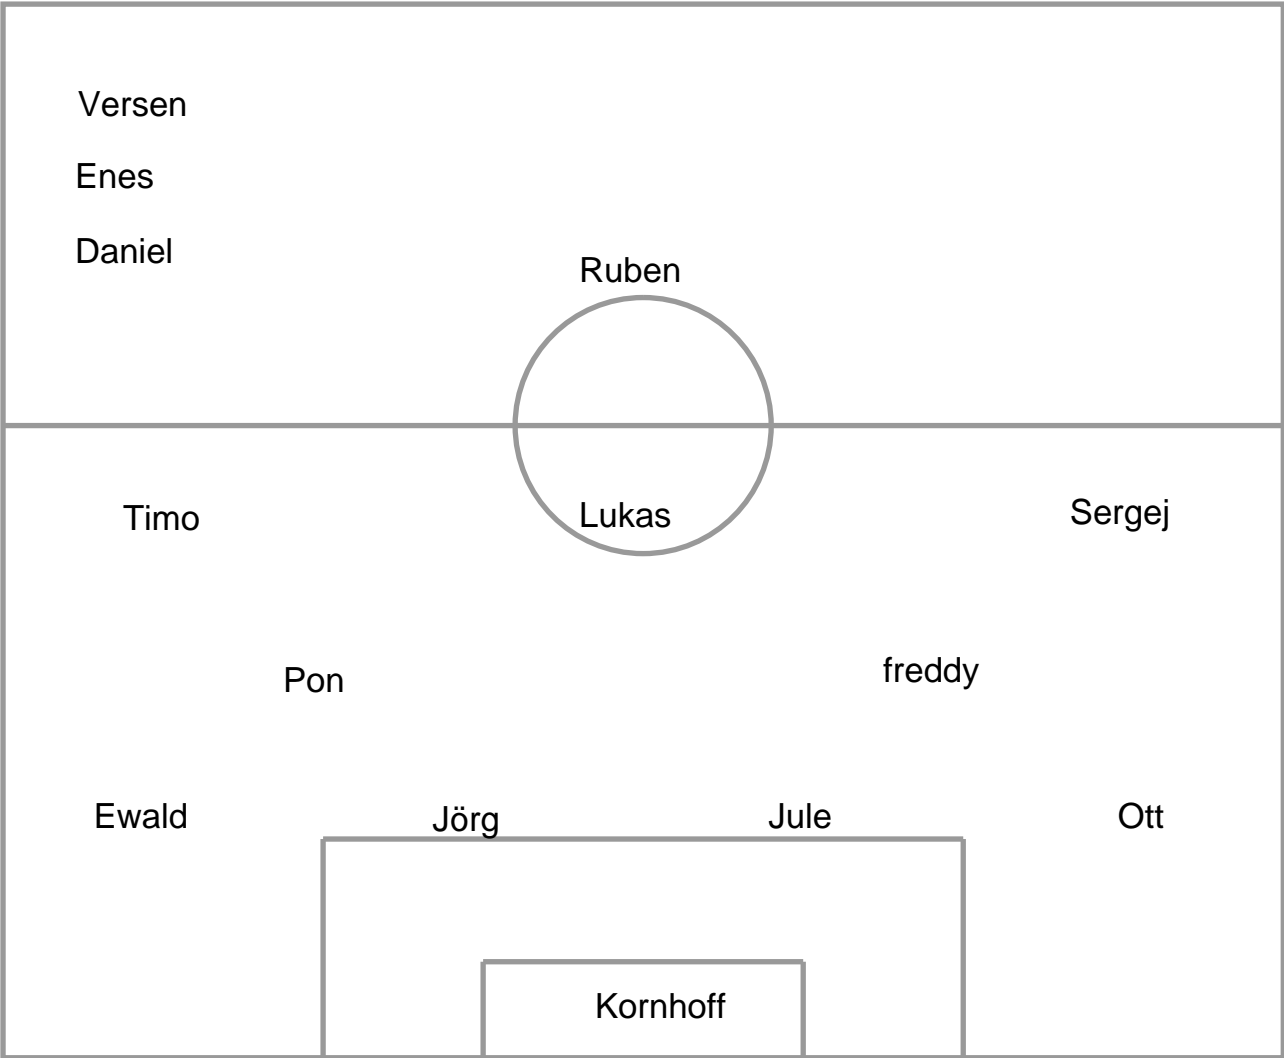 Versen
Enes
Daniel
Ruben
Timo
Lukas
Sergej
Pon
freddy
Ewald
Jörg
Jule
Ott
Kornhoff